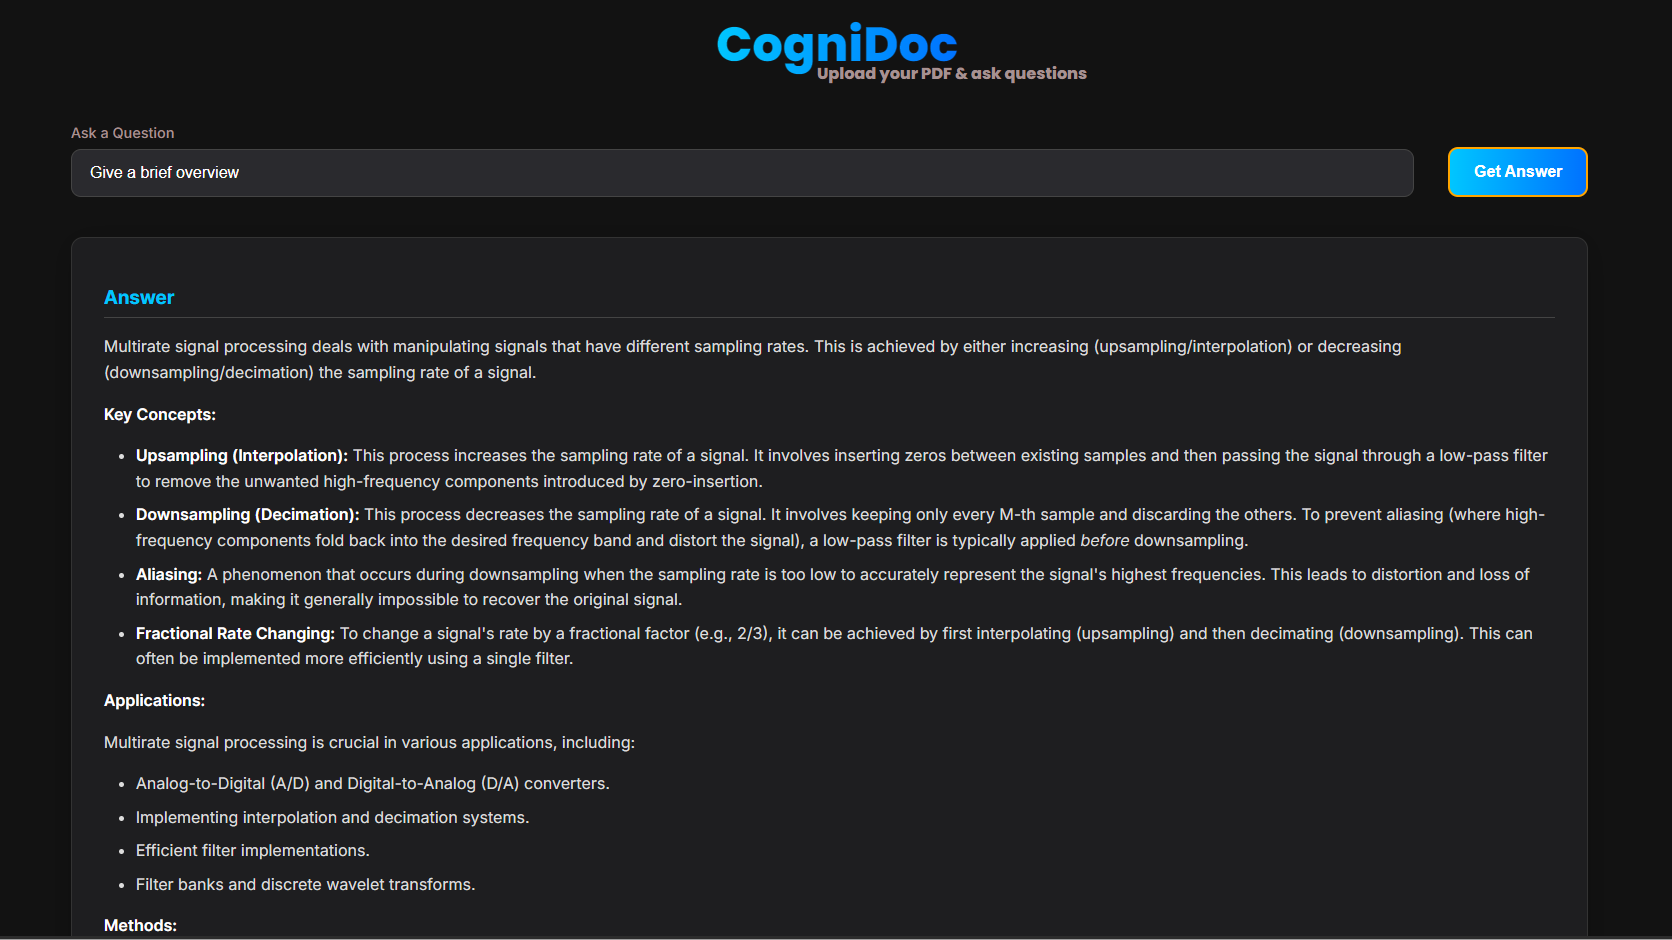 CogniDoc
Upload your PDF & ask questions
Ask a Question
Give a brief overview
Get Answer
Answer
Multirate signal processing deals with manipulating signals that have different sampling rates. This is achieved by either increasing (upsampling/interpolation) or decreasing
(downsampling/decimation) the sampling rate of a signal.
Key Concepts:
• Upsampling (Interpolation): This process increases the sampling rate of a signal. It involves inserting zeros between existing samples and then passing the signal through a low-pass filter
to remove the unwanted high-frequency components introduced by zero-insertion.
• Downsampling (Decimation): This process decreases the sampling rate of a signal. It involves keeping only every M-th sample and discarding the others. To prevent aliasing (where high-
frequency components fold back into the desired frequency band and distort the signal), a low-pass filter is typically applied before downsampling.
• Aliasing: A phenomenon that occurs during downsampling when the sampling rate is too low to accurately represent the signal's highest frequencies. This leads to distortion and loss of
information, making it generally impossible to recover the original signal.
• Fractional Rate Changing: To change a signal's rate by a fractional factor (e.g., 2/3), it can be achieved by first interpolating (upsampling) and then decimating (downsampling). This can
often be implemented more efficiently using a single filter.
Applications:
Multirate signal processing is crucial in various applications, including:
• Analog-to-Digital (A/D) and Digital-to-Analog (D/A) converters.
• Implementing interpolation and decimation systems.
• Efficient filter implementations.
• Filter banks and discrete wavelet transforms.
Methods: